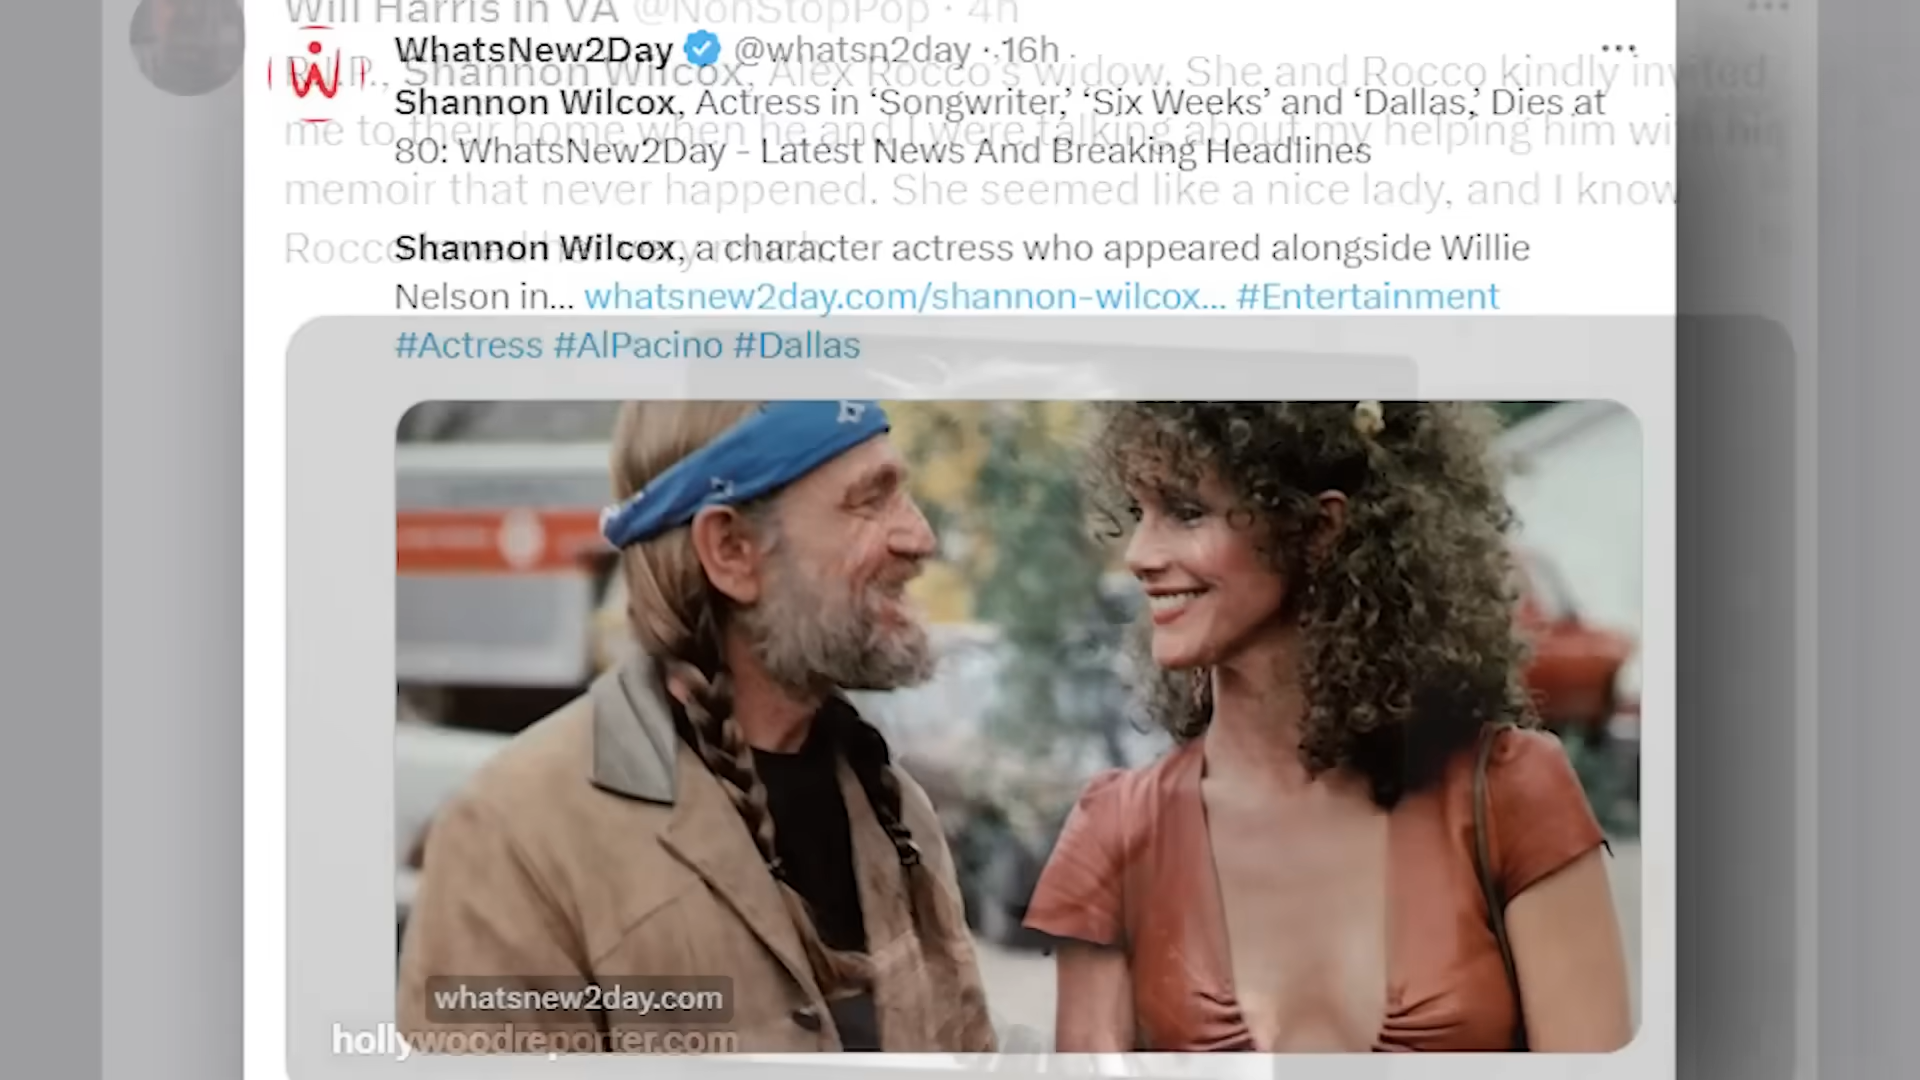 Will Harris in VA @NonStopPop · 4h
WhatsNew2Day @whatsn2day · 16h
R.I.P., Shannon Wilcox, Alex Rocco's widow. She and Rocco kindly invited
Shannon Wilcox, Actress in ‘Songwriter,’ ‘Six Weeks’ and ‘Dallas,’ Dies at
me to their home when he and I were talking about my helping him with his
80: WhatsNew2Day - Latest News And Breaking Headlines
memoir that never happened. She seemed like a nice lady, and I know
Rocco loved her very much.
Shannon Wilcox, a character actress who appeared alongside Willie
Nelson in... whatsnew2day.com/shannon-wilcox... #Entertainment
#Actress #AlPacino #Dallas
whatsnew2day.com
hollywoodreporter.com